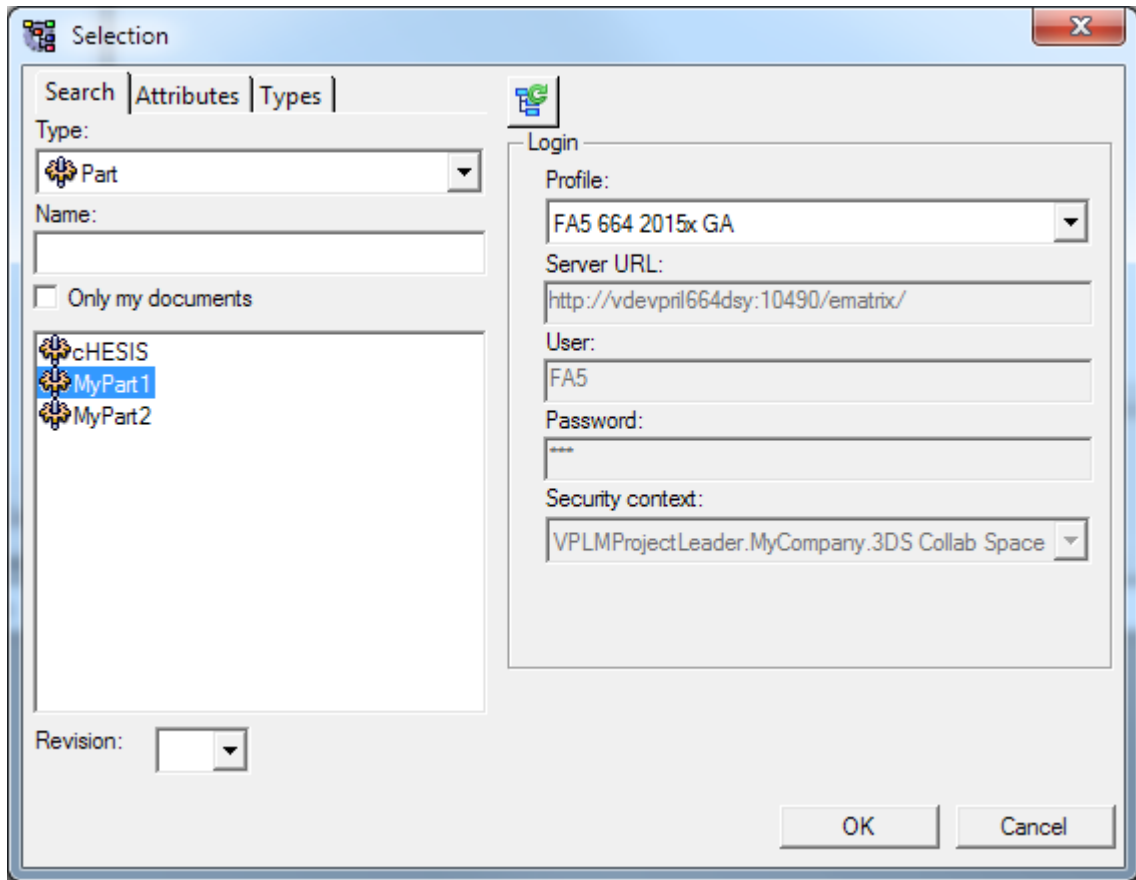 Selection
Search
Attributes
Types
Type:
Part
Name:
Only my documents
cHESIS
MyPart1
MyPart2
Revision:
Login
Profile:
FA5 664 2015x GA
Server URL:
http://vdevpril664dsy:10490/ematrix/
User:
FA5
Password:
***
Security context:
VPLMProjectLeader.MyCompany.3DS Collab Space
OK
Cancel